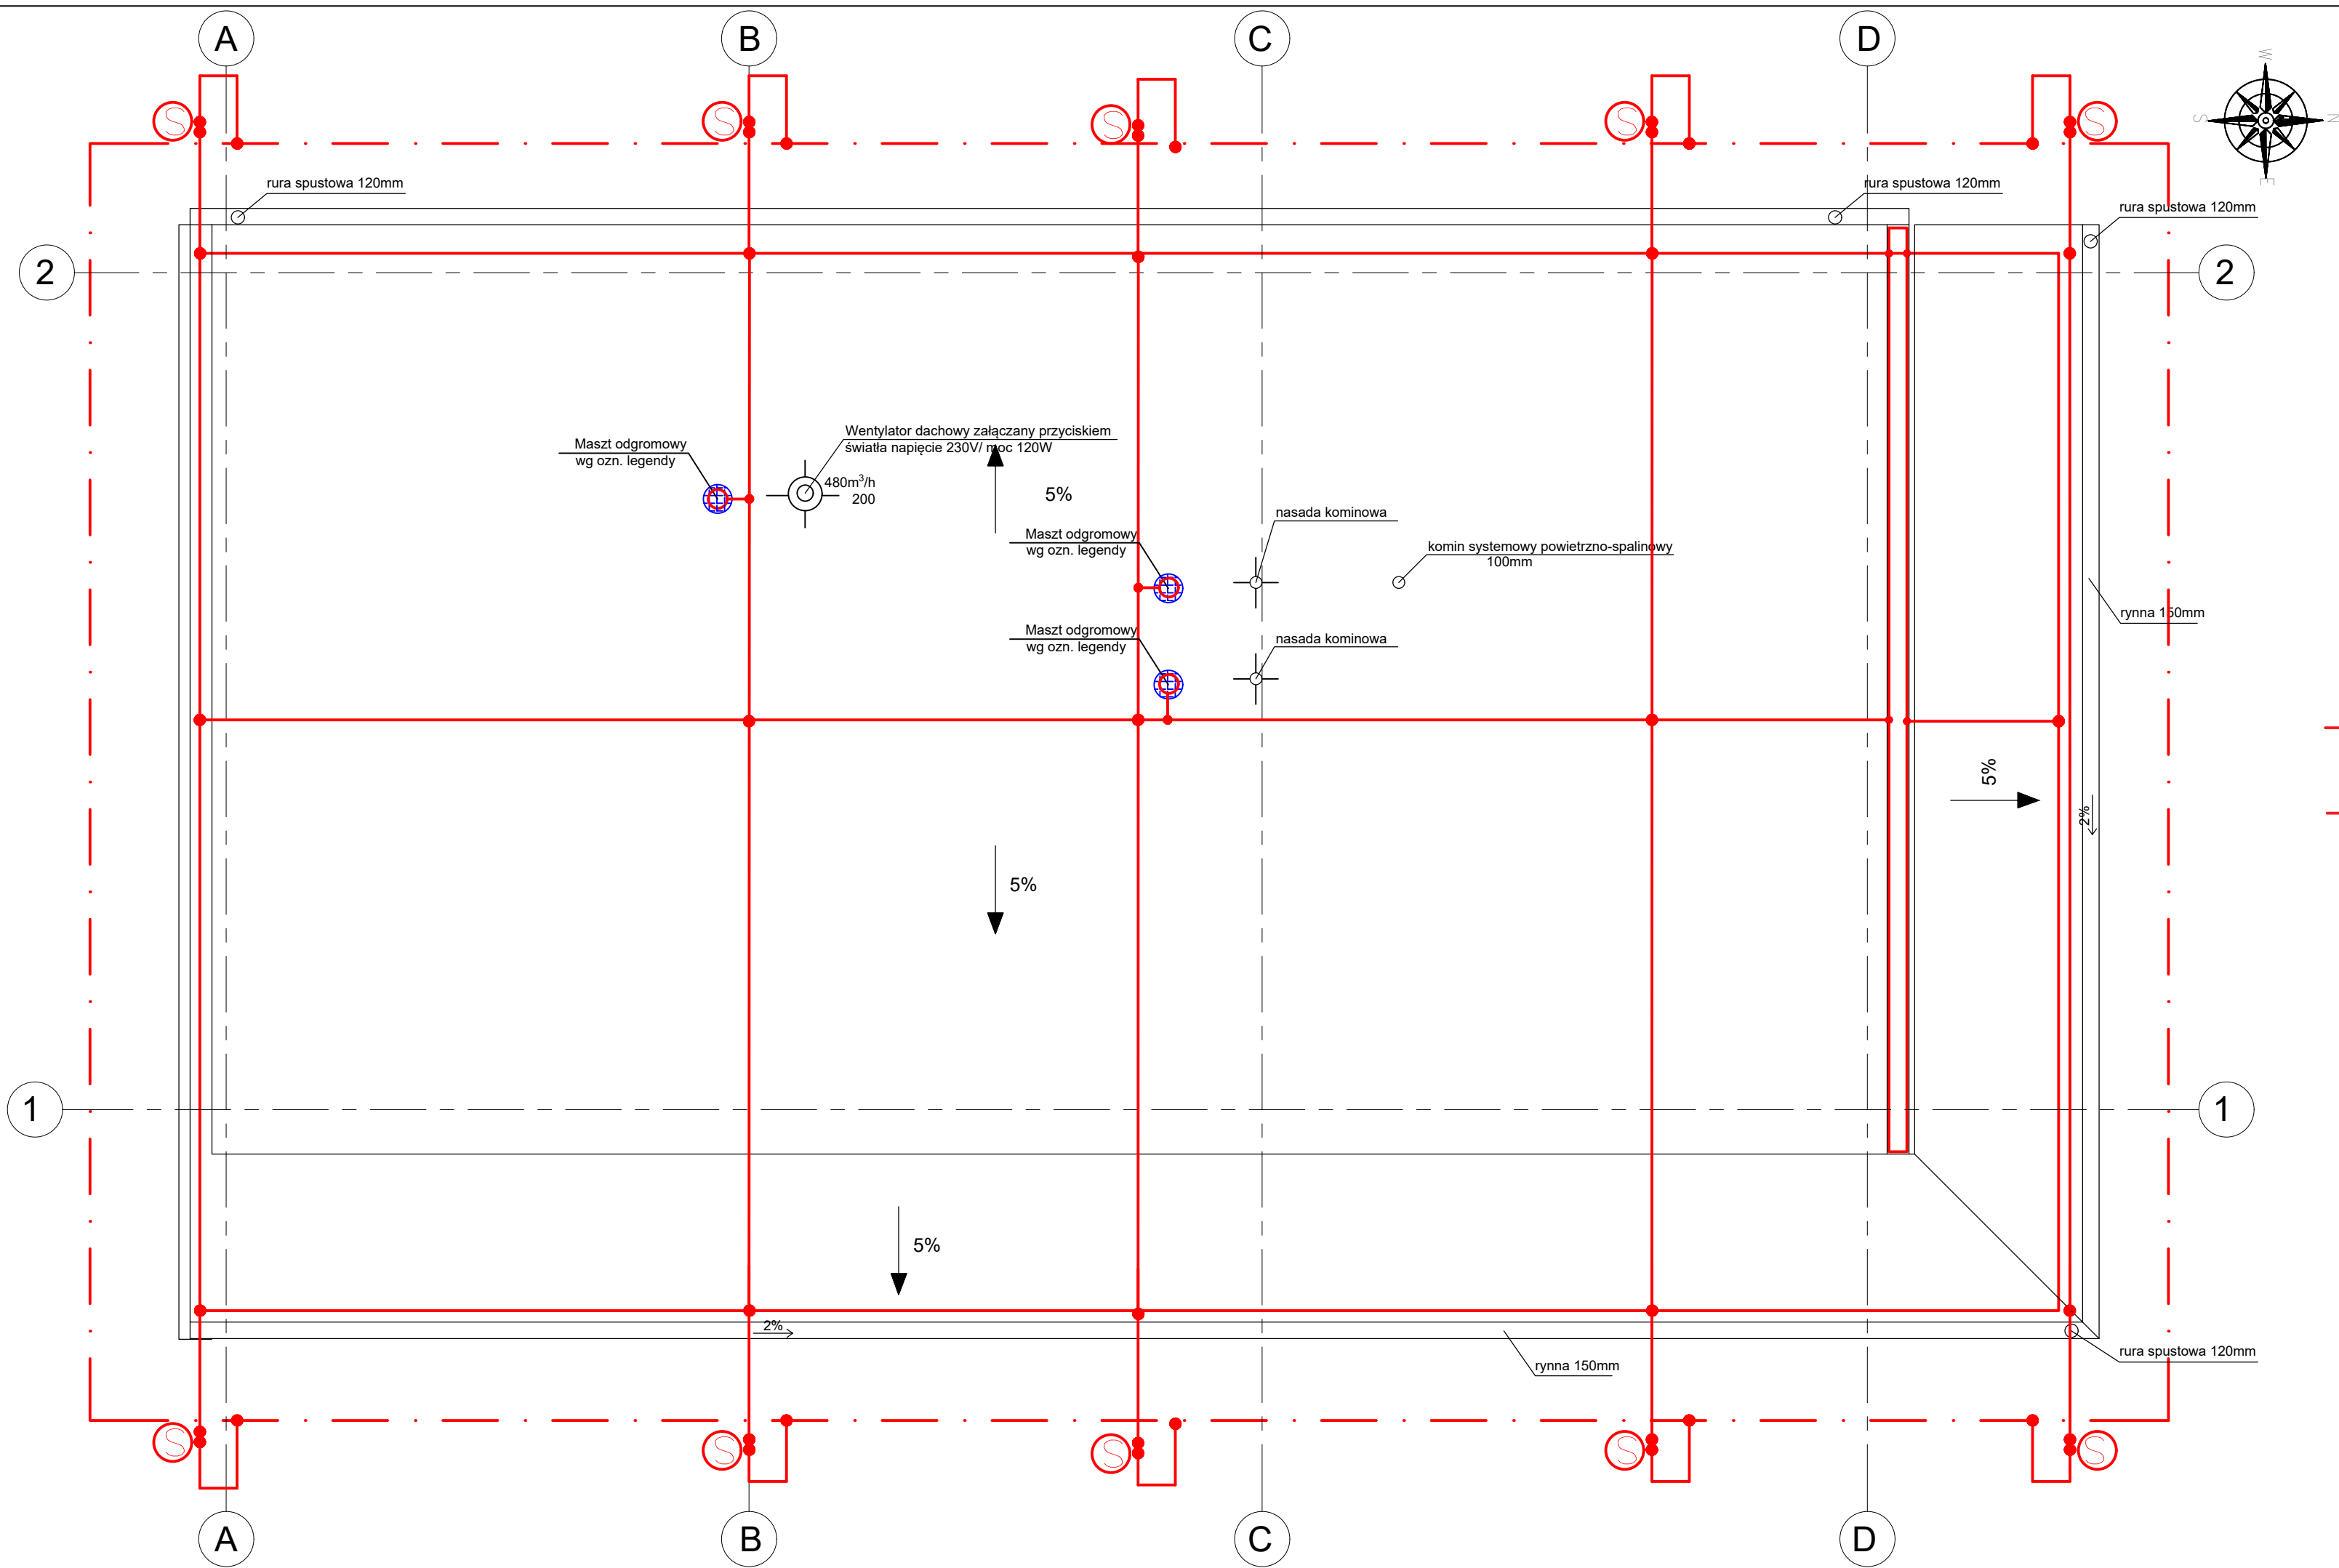 A
B
C
D
W
S
N
E
S
S
S
S
S
rura spustowa 120mm
rura spustowa 120mm
rura spustowa 120mm
2
2
Wentylator dachowy załączany przyciskiem
światła napięcie 230V/ moc 120W
Maszt odgromowy
wg ozn. legendy
480m³/h
200
5%
nasada kominowa
Maszt odgromowy
wg ozn. legendy
komin systemowy powietrzno-spalinowy
100mm
rynna 150mm
Maszt odgromowy
wg ozn. legendy
nasada kominowa
5%
2%
5%
1
1
5%
2%
rynna 150mm
rura spustowa 120mm
S
S
S
S
S
A
B
C
D